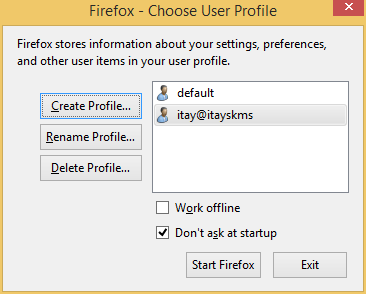 Firefox - Choose User Profile
Firefox stores information about your settings, preferences,
and other user items in your user profile.
Create Profile...
Rename Profile...
Delete Profile...
default
itay@itayskms
Work offline
Don't ask at startup
Start Firefox
Exit